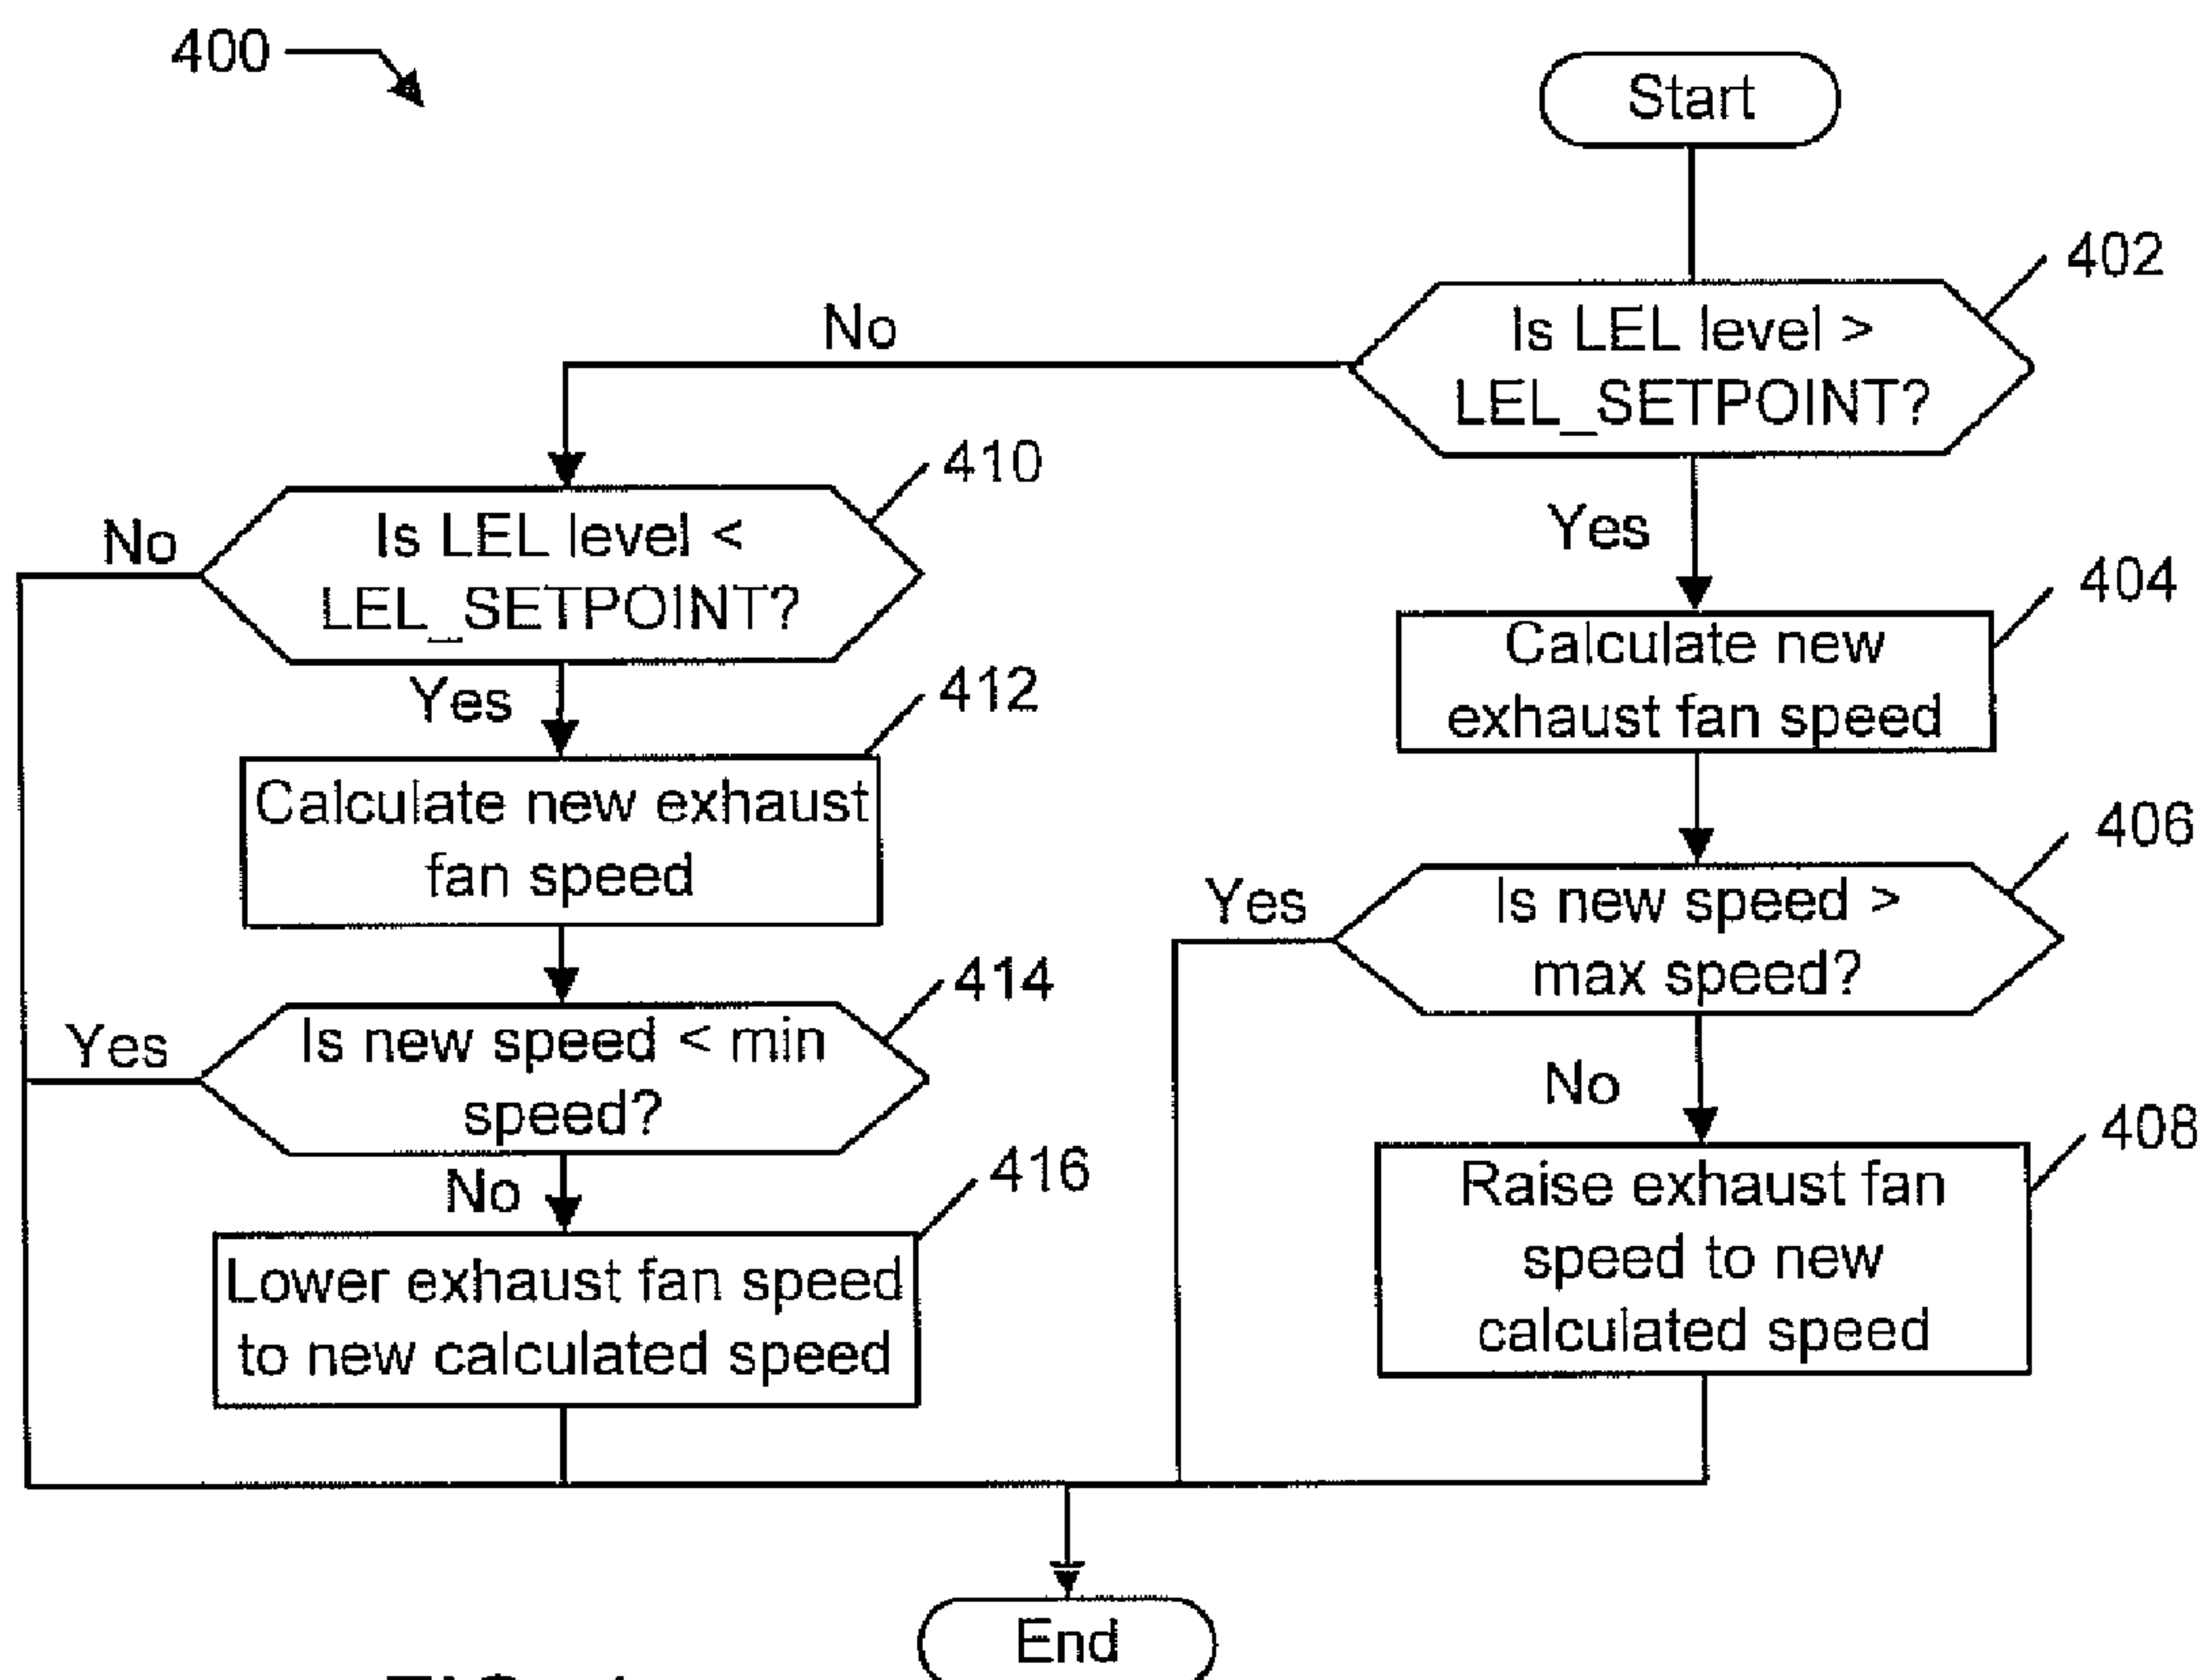 400
Start
402
Is LEL level >
LEL_SETPOINT?
No
Yes
410
Is LEL level <
LEL_SETPOINT?
No
Yes
404
Calculate new
exhaust fan speed
412
Calculate new exhaust
fan speed
406
Is new speed >
max speed?
Yes
No
414
Is new speed < min
speed?
Yes
No
408
Raise exhaust fan
speed to new
calculated speed
416
Lower exhaust fan speed
to new calculated speed
End